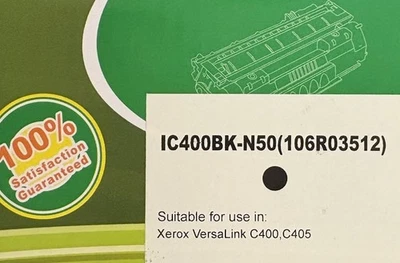 100%
Satisfaction
Guaranteed
IC400BK-N50(106R03512)
Suitable for use in:
Xerox VersaLink C400,C405